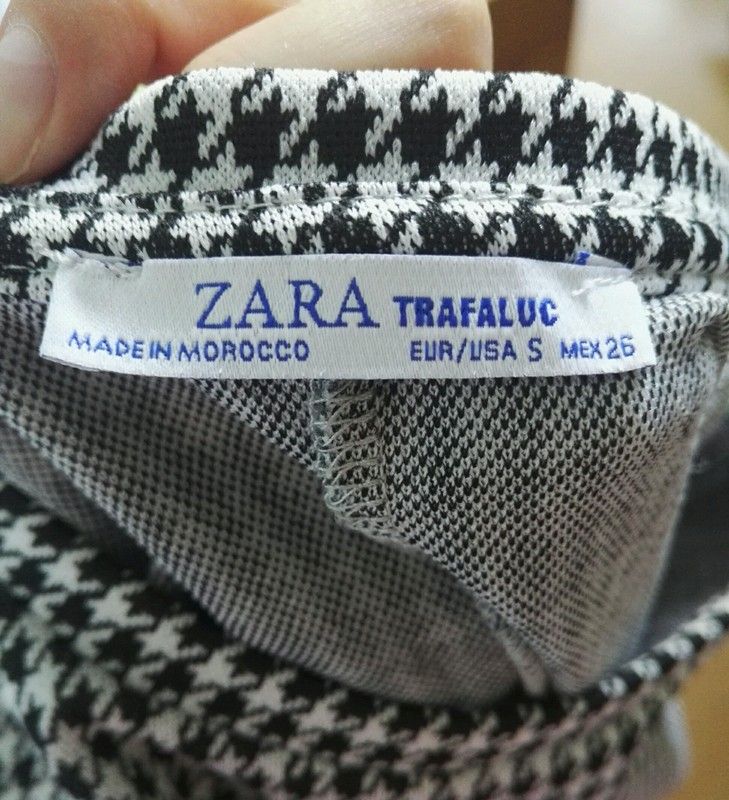 ZARA TRAFALUC
MADE IN MOROCCO EUR/USA S MEX 26